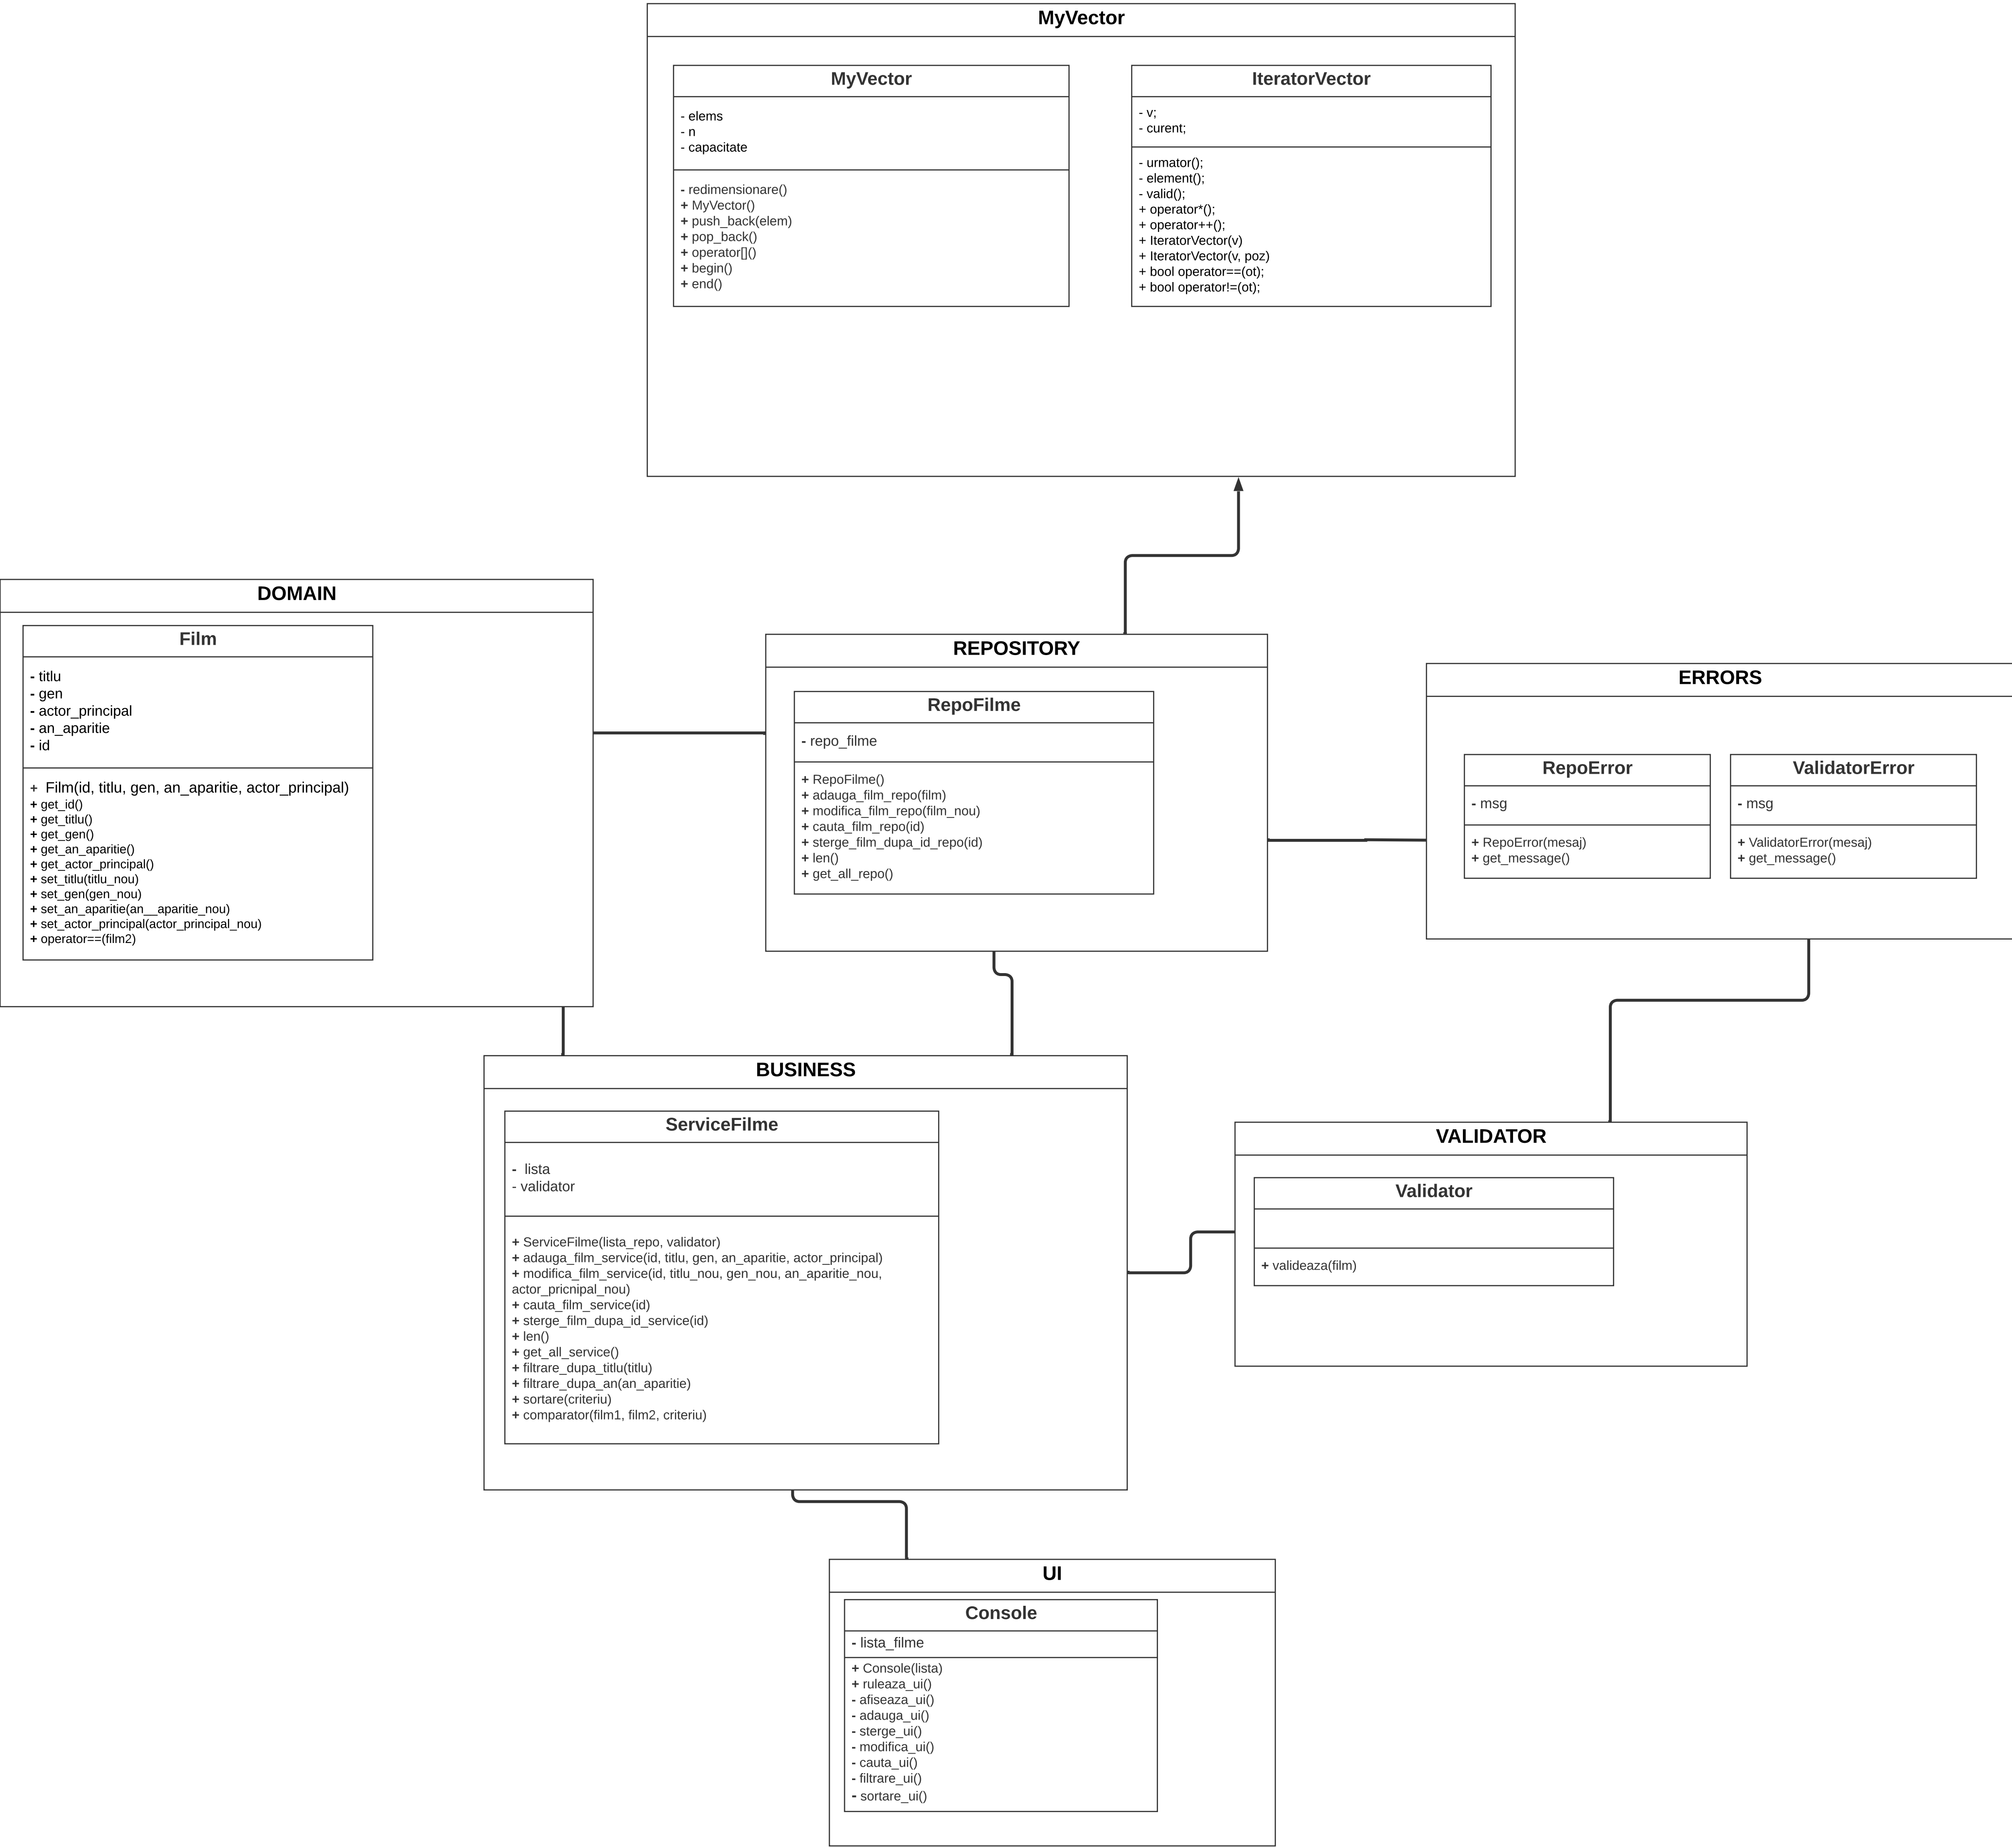 MyVector
MyVector
- elems
- n
- capacitate
- redimensionare()
+ MyVector()
+ push_back(elem)
+ pop_back()
+ operator[]()
+ begin()
+ end()
IteratorVector
- v;
- curent;
- urmator();
- element();
- valid();
+ operator*();
+ operator++();
+ IteratorVector(v)
+ IteratorVector(v, poz)
+ bool operator==(ot);
+ bool operator!=(ot);
DOMAIN
Film
- titlu
- gen
- actor_principal
- an_aparitie
- id
+ Film(id, titlu, gen, an_aparitie, actor_principal)
+ get_id()
+ get_titlu()
+ get_gen()
+ get_an_aparitie()
+ get_actor_principal()
+ set_titlu(titlu_nou)
+ set_gen(gen_nou)
+ set_an_aparitie(an__aparitie_nou)
+ set_actor_principal(actor_principal_nou)
+ operator==(film2)
REPOSITORY
RepoFilme
- repo_filme
+ RepoFilme()
+ adauga_film_repo(film)
+ modifica_film_repo(film_nou)
+ cauta_film_repo(id)
+ sterge_film_dupa_id_repo(id)
+ len()
+ get_all_repo()
ERRORS
RepoError
- msg
+ RepoError(mesaj)
+ get_message()
ValidatorError
- msg
+ ValidatorError(mesaj)
+ get_message()
BUSINESS
ServiceFilme
- lista
- validator
+ ServiceFilme(lista_repo, validator)
+ adauga_film_service(id, titlu, gen, an_aparitie, actor_principal)
+ modifica_film_service(id, titlu_nou, gen_nou, an_aparitie_nou,
actor_pricnipal_nou)
+ cauta_film_service(id)
+ sterge_film_dupa_id_service(id)
+ len()
+ get_all_service()
+ filtrare_dupa_titlu(titlu)
+ filtrare_dupa_an(an_aparitie)
+ sortare(criteriu)
+ comparator(film1, film2, criteriu)
VALIDATOR
Validator
+ valideaza(film)
UI
Console
- lista_filme
+ Console(lista)
+ ruleaza_ui()
- afiseaza_ui()
- adauga_ui()
- sterge_ui()
- modifica_ui()
- cauta_ui()
- filtrare_ui()
- sortare_ui()